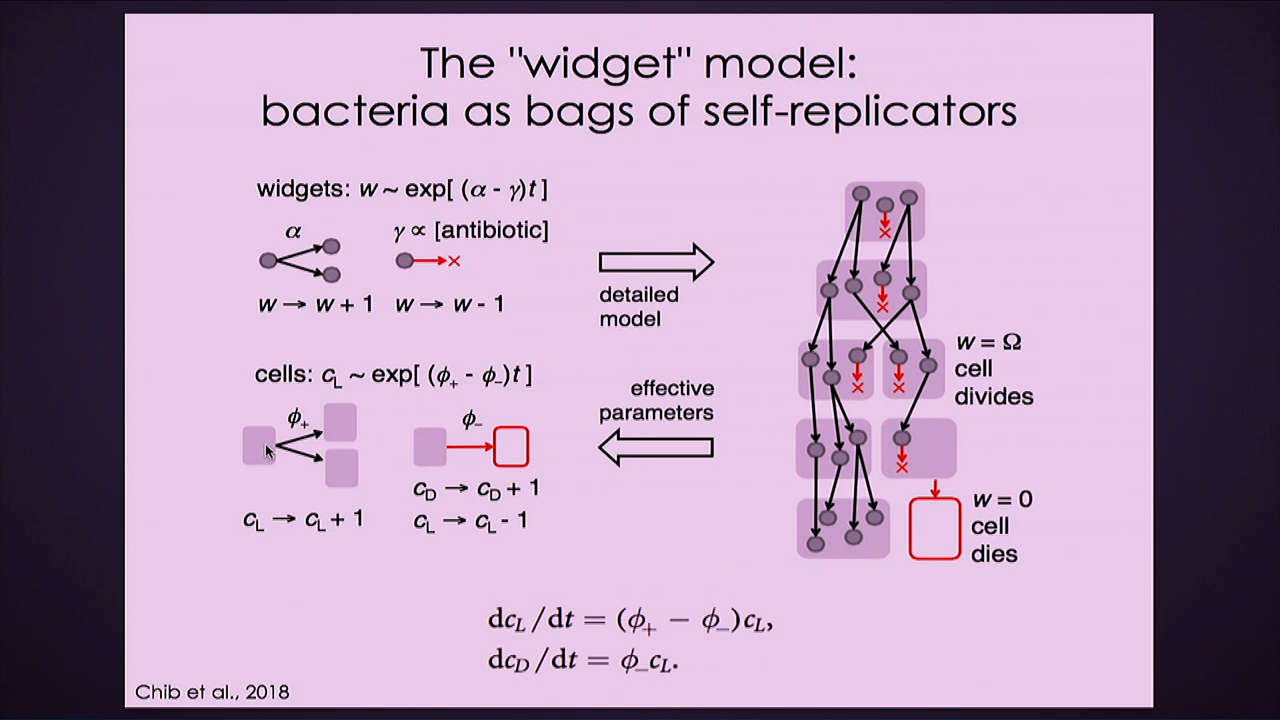 The "widget" model:
bacteria as bags of self-replicators
widgets: w ~ exp[ (α - γ)t ]
α
γ ∝ [antibiotic]
w → w + 1
w → w - 1
detailed
model
cells: c_L ~ exp[ (ϕ₊ - ϕ₋)t ]
ϕ₊
ϕ₋
c_L → c_L + 1
c_D → c_D + 1
c_L → c_L - 1
effective
parameters
w = Ω
cell
divides
w = 0
cell
dies
dc_L/dt = (ϕ₊ − ϕ₋)c_L,
dc_D/dt = ϕ₋c_L.
Chib et al., 2018